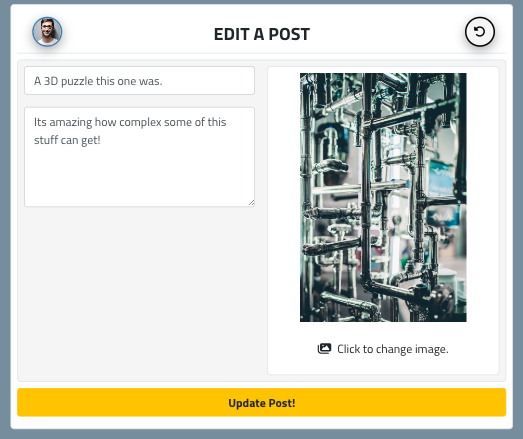 EDIT A POST
A 3D puzzle this one was.
Its amazing how complex some of this
stuff can get!
Click to change image.
Update Post!